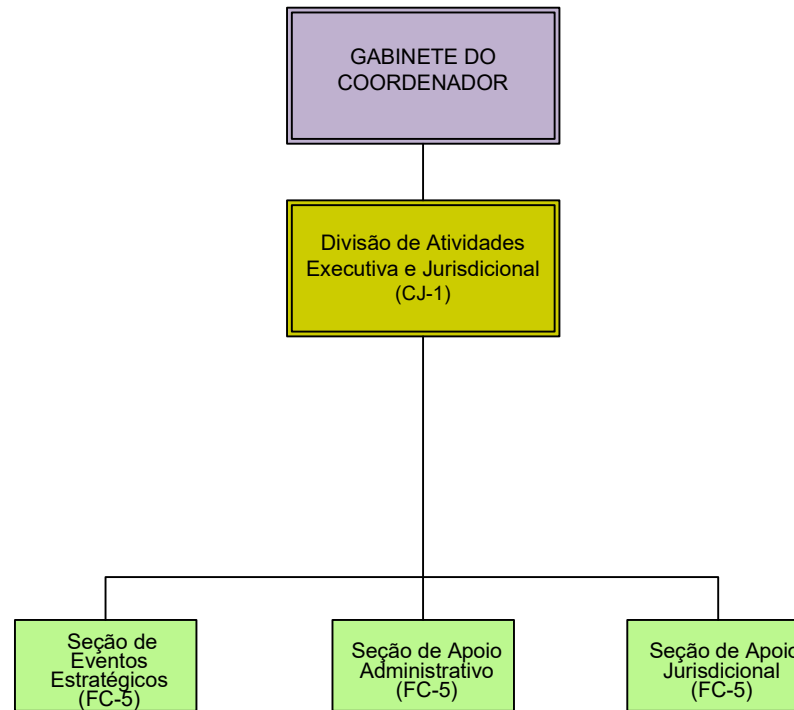 GABINETE DO
COORDENADOR
Divisão de Atividades
Executiva e Jurisdicional
(CJ-1)
Seção de
Eventos
Estratégicos
(FC-5)
Seção de Apoio
Administrativo
(FC-5)
Seção de Apoio
Jurisdicional
(FC-5)